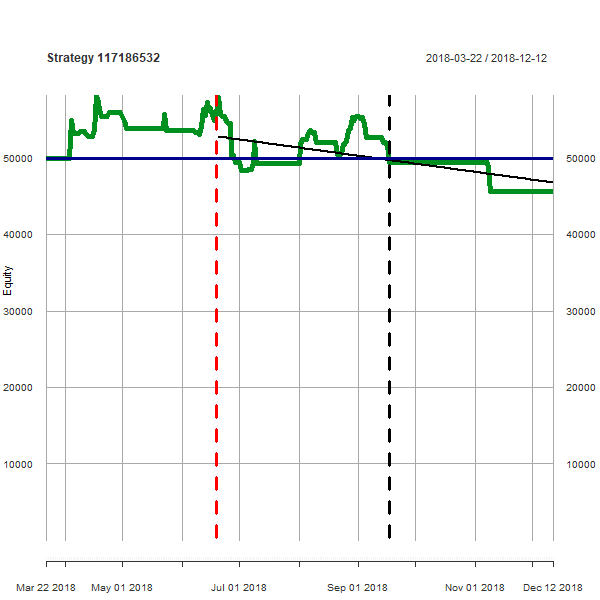 Strategy 117186532
2018-03-22 / 2018-12-12
50000 50000
40000 40000
Equity
30000 30000
20000 20000
10000 10000
Mar 22 2018 May 01 2018 Jul 01 2018 Sep 01 2018 Nov 01 2018 Dec 12 2018